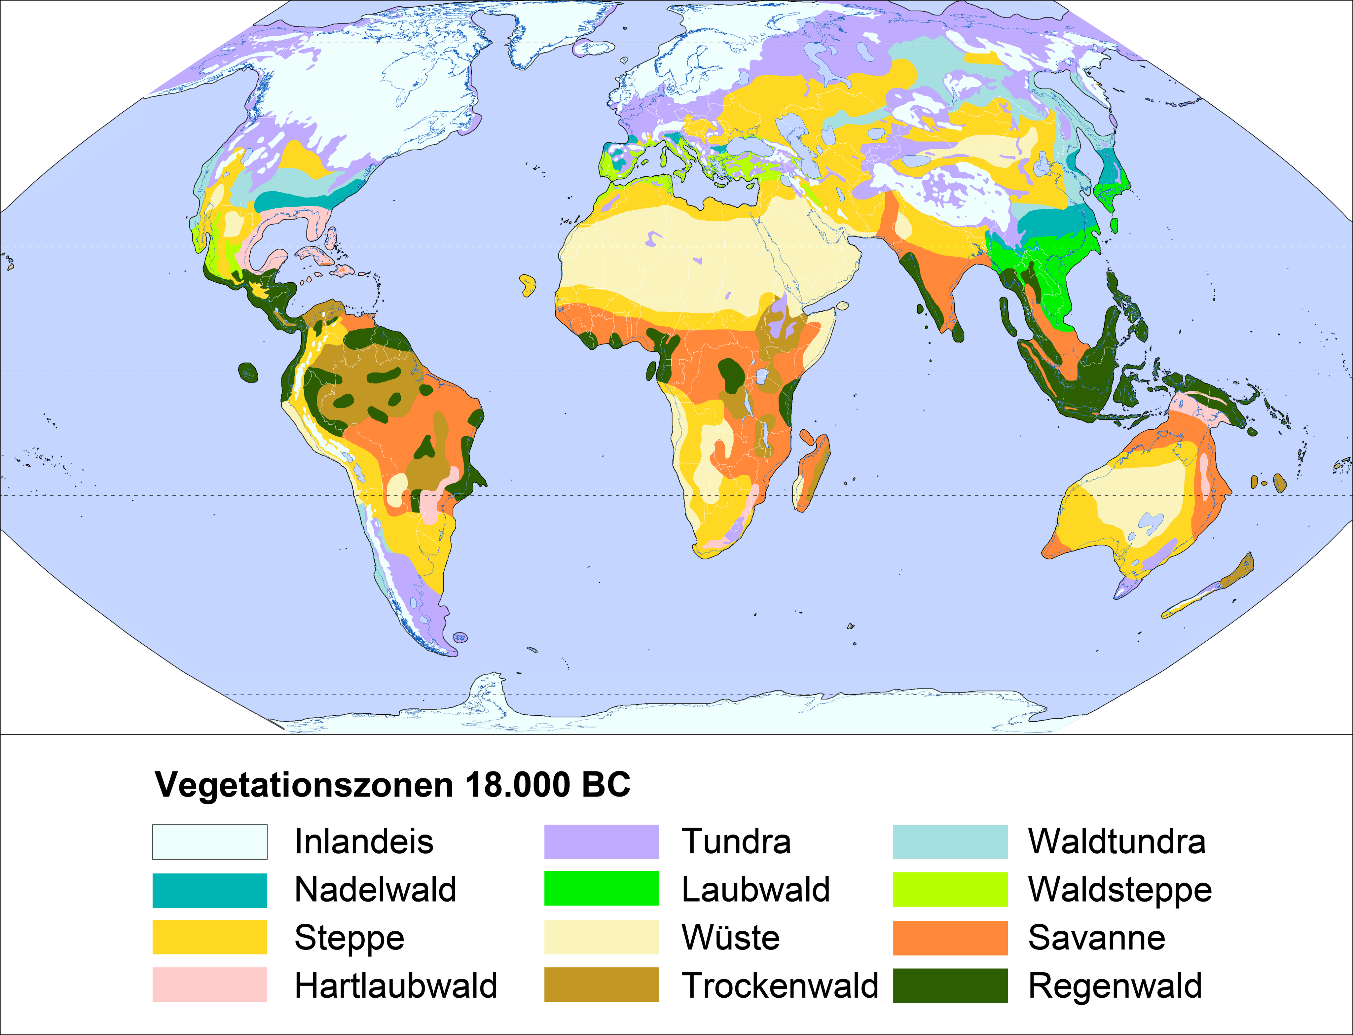 Vegetationszonen 18.000 BC
Inlandeis Tundra Waldtundra
Nadelwald Laubwald Waldsteppe
Steppe Wüste Savanne
Hartlaubwald Trockenwald Regenwald